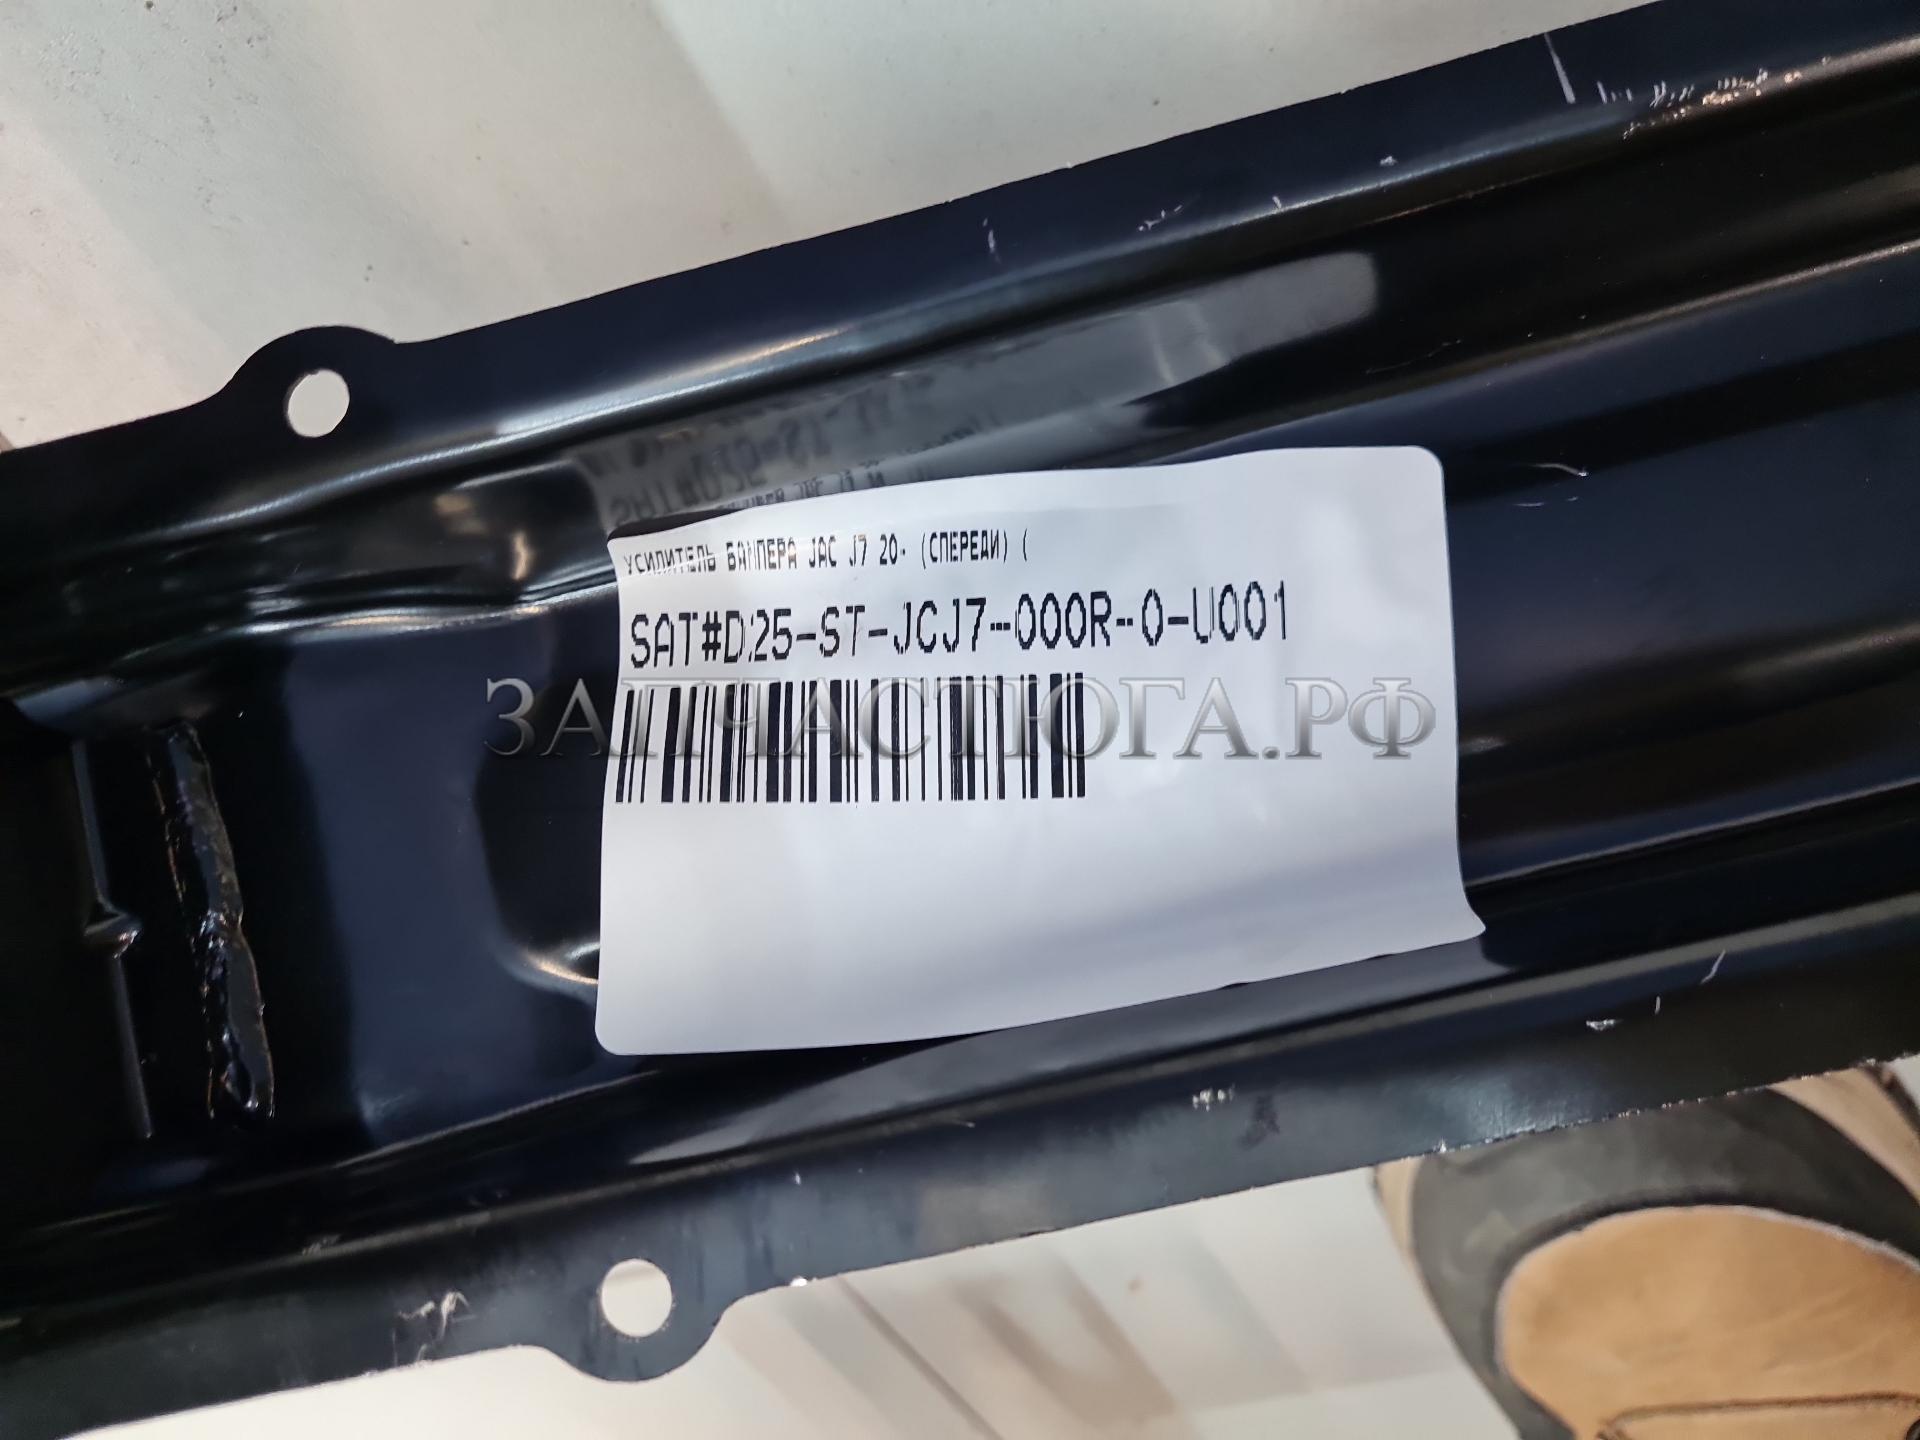 УСИЛИТЕЛЬ БАМПЕРА JAC J7 20- (СПЕРЕДИ) (
SAT#D25-ST-JCJ7-000R-0-U001
ЗАПЧАСТЮГА.РФ